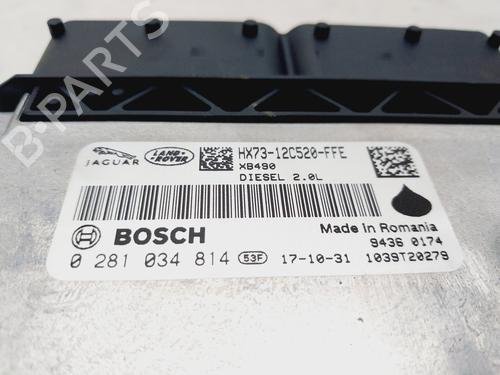 B-PARTS
JAGUAR
LAND-
ROVER
HX73-12C520-FFE
XB490
DIESEL 2.0L
BOSCH
Made in Romania
9436 0174
0 281 034 814 53F 17-10-31 1039T20279